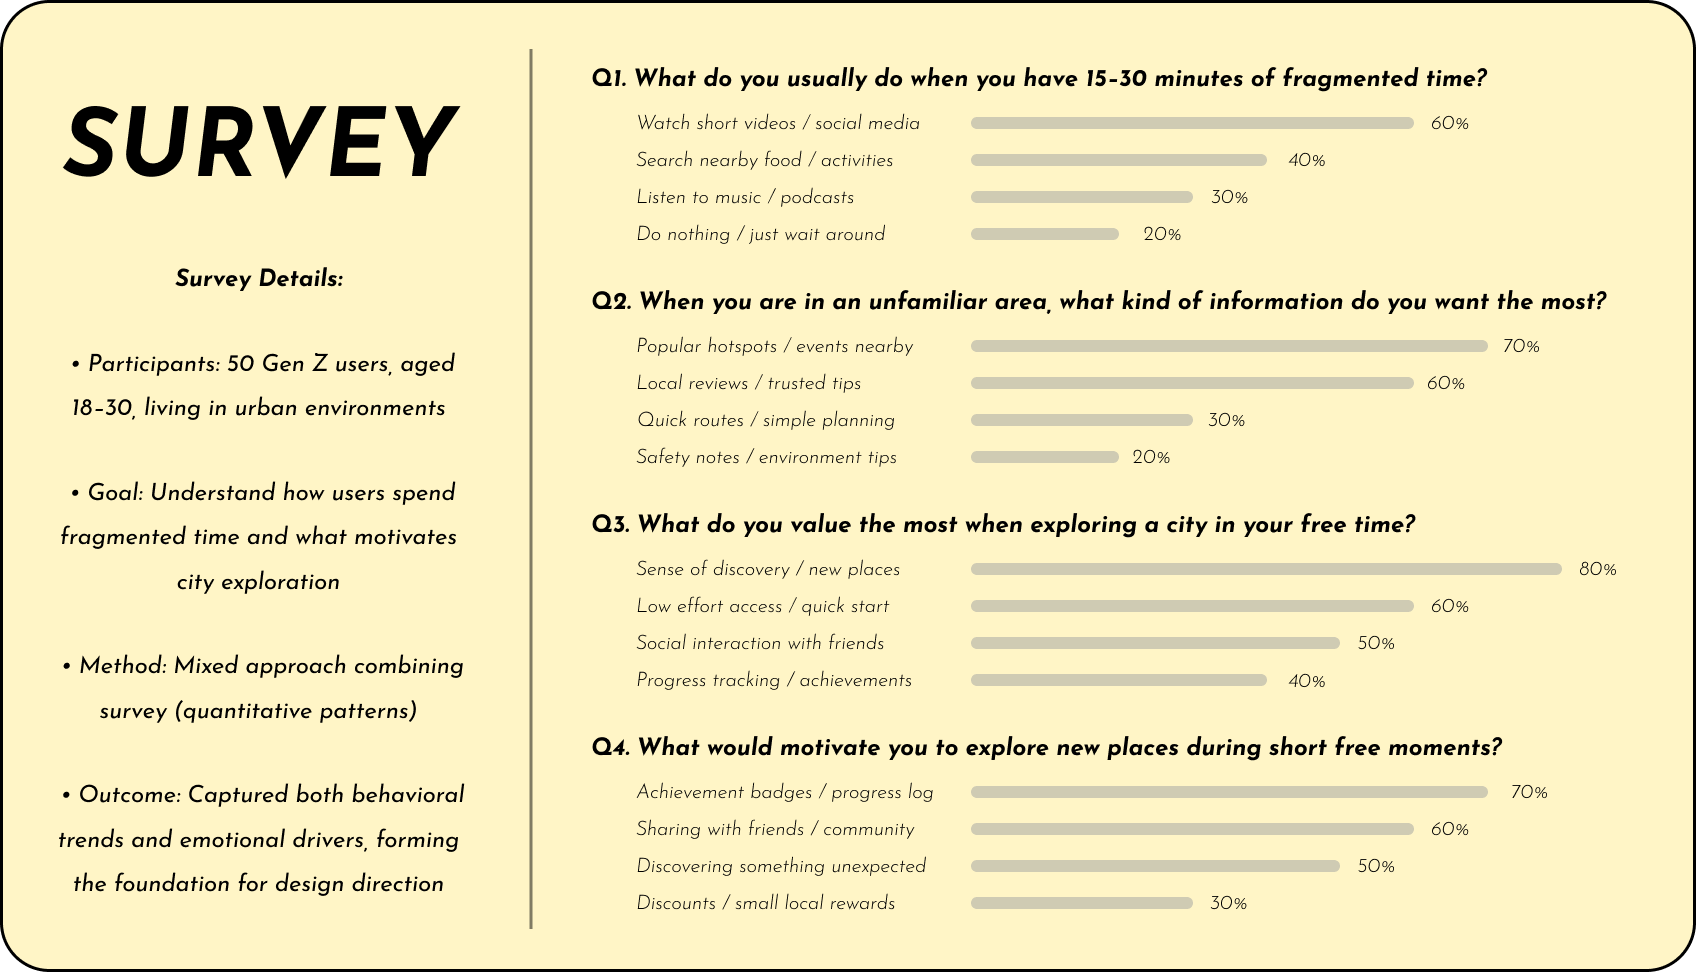 SURVEY
Survey Details:
• Participants: 50 Gen Z users, aged
18–30, living in urban environments
• Goal: Understand how users spend
fragmented time and what motivates
city exploration
• Method: Mixed approach combining
survey (quantitative patterns)
• Outcome: Captured both behavioral
trends and emotional drivers, forming
the foundation for design direction
Q1. What do you usually do when you have 15–30 minutes of fragmented time?
Watch short videos / social media 60%
Search nearby food / activities 40%
Listen to music / podcasts 30%
Do nothing / just wait around 20%
Q2. When you are in an unfamiliar area, what kind of information do you want the most?
Popular hotspots / events nearby 70%
Local reviews / trusted tips 60%
Quick routes / simple planning 30%
Safety notes / environment tips 20%
Q3. What do you value the most when exploring a city in your free time?
Sense of discovery / new places 80%
Low effort access / quick start 60%
Social interaction with friends 50%
Progress tracking / achievements 40%
Q4. What would motivate you to explore new places during short free moments?
Achievement badges / progress log 70%
Sharing with friends / community 60%
Discovering something unexpected 50%
Discounts / small local rewards 30%